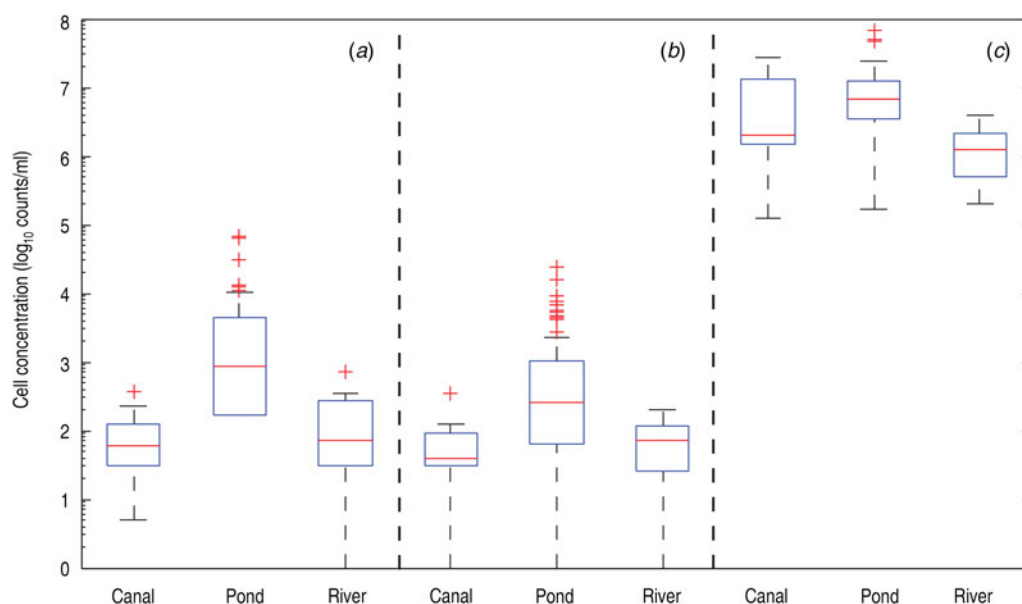 Cell concentration (log₁₀ counts/ml)
8
7
6
5
4
3
2
1
0
(a)
(b)
(c)
Canal Pond River Canal Pond River Canal Pond River